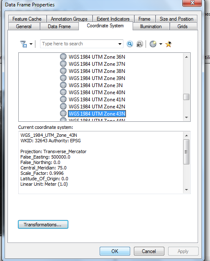 Data Frame Properties
Feature Cache Annotation Groups Extent Indicators Frame Size and Position
General Data Frame Coordinate System Illumination Grids
Type here to search
WGS 1984 UTM Zone 36N
WGS 1984 UTM Zone 37N
WGS 1984 UTM Zone 38N
WGS 1984 UTM Zone 39N
WGS 1984 UTM Zone 3N
WGS 1984 UTM Zone 40N
WGS 1984 UTM Zone 41N
WGS 1984 UTM Zone 42N
WGS 1984 UTM Zone 43N
WGS 1984 UTM Zone 44N
Current coordinate system:
WGS_1984_UTM_Zone_43N
WKID: 32643 Authority: EPSG
Projection: Transverse_Mercator
False_Easting: 500000.0
False_Northing: 0.0
Central_Meridian: 75.0
Scale_Factor: 0.9996
Latitude_Of_Origin: 0.0
Linear Unit: Meter (1.0)
Transformations...
OK Cancel Apply